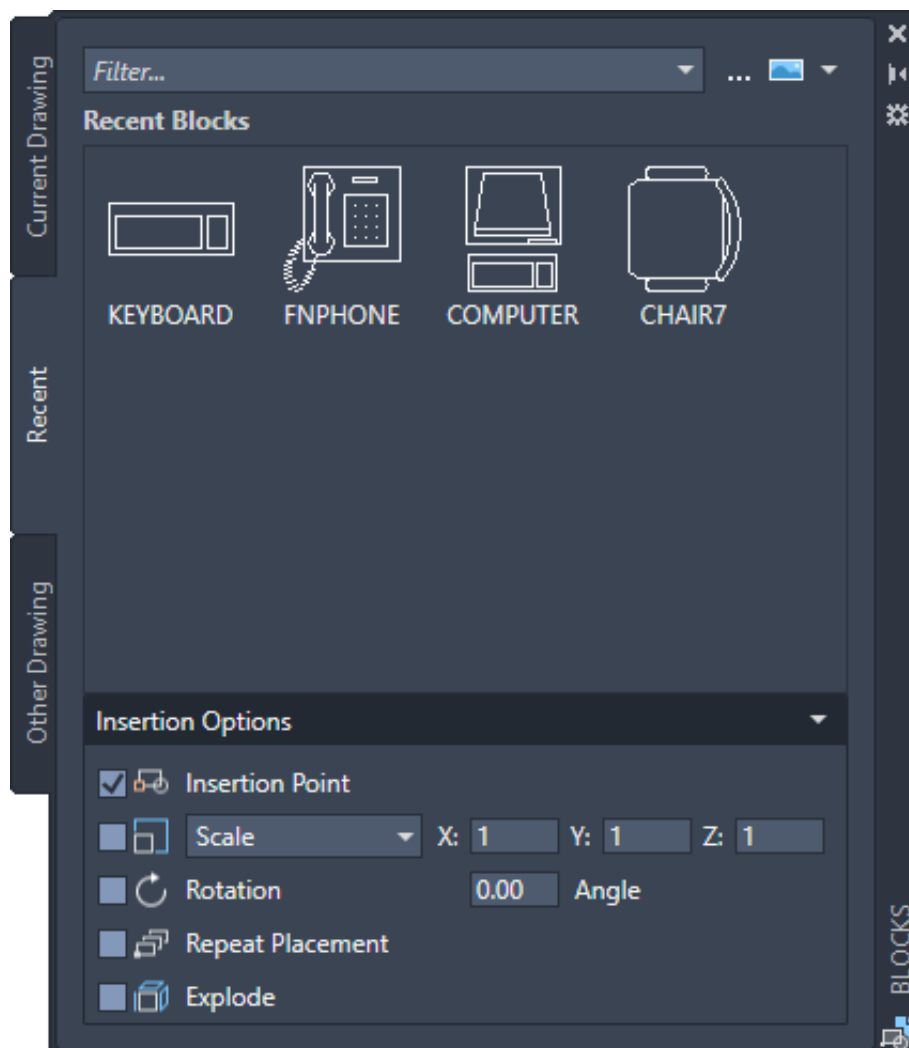 Current Drawing
Recent
Other Drawing
Filter...
...
Recent Blocks
KEYBOARD FNPHONE COMPUTER CHAIR7
Insertion Options
Insertion Point
Scale X: 1 Y: 1 Z: 1
Rotation 0.00 Angle
Repeat Placement
Explode
BLOCKS